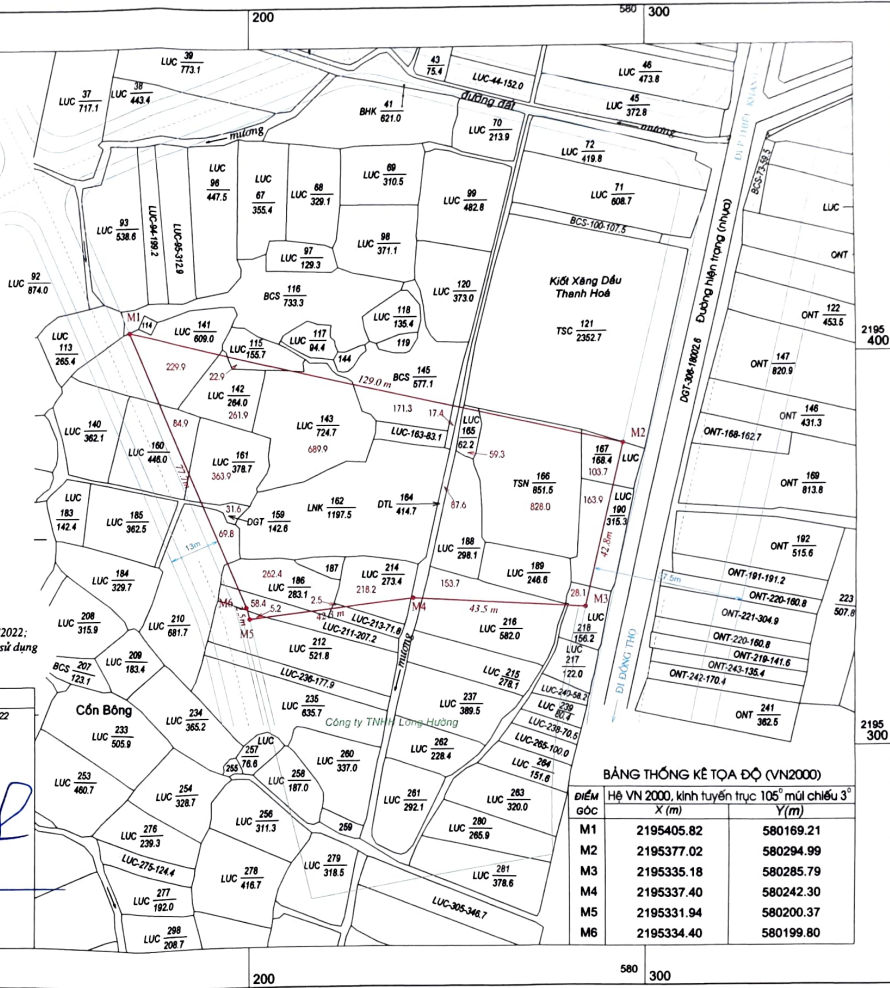 200
580
300
LUC 37
717.1
LUC 38
443.4
39
773.1
43
75.4
LUC-44-152.0
LUC 46
473.8
LUC 45
372.8
đường đất
BHK 41
621.0
LUC 70
213.9
mương
mương
LUC 72
419.8
LUC 71
608.7
BCS-100-107.5
BCS-73-59.5
LUC 93
538.6
LUC-94-199.2
LUC-95-312.9
LUC 96
447.5
LUC 67
355.4
LUC 68
329.1
LUC 69
310.5
LUC 99
482.8
LUC 97
129.3
LUC 98
371.1
LUC 92
874.0
BCS 116
733.3
LUC 118
135.4
119
LUC 120
373.0
Kiốt Xăng Dầu
Thanh Hoá
TSC 121
2352.7
Đường hiện trạng (nhựa)
DGT-306-18002.6
LUC
ONT
ONT 122
453.5
2195
400
M1
114
LUC 113
265.4
LUC 141
609.0
LUC 115
155.7
LUC 117
94.4
144
BCS 145
577.1
129.0 m
ONT 147
820.9
ONT 146
431.3
229.9
22.9
LUC 142
264.0
261.9
LUC 143
724.7
689.9
171.3
17.4
LUC-163-83.1
LUC 165
62.2
59.3
M2
167
168.4
LUC
103.7
ONT-168-162.7
LUC 140
362.1
84.9
LUC 160
446.0
77.7m
LUC 161
378.7
363.9
ONT 169
813.8
LUC 183
142.4
LUC 185
362.5
31.6
69.8
DGT 159
142.6
LNK 162
1197.5
DTL 164
414.7
87.6
TSN 166
851.5
828.0
163.9
LUC 190
315.3
42.8m
ONT 192
515.6
13m
LUC 188
298.1
LUC 189
246.6
LUC 184
329.7
262.4
LUC 186
283.1
187
LUC 214
273.4
218.2
153.7
28.1
7.5m
ONT-191-191.2
ONT-220-160.8
ONT-221-304.9
ONT-220-160.8
ONT-219-141.6
ONT-243-135.4
ONT-242-170.4
223
507.8
M6
58.4
5.2
2.5
M5
M4
43.5 m
M3
LUC 208
315.9
LUC 210
681.7
LUC-213-71.8
LUC-211-207.2
LUC 212
521.8
LUC 216
582.0
218
156.2
LUC 217
122.0
2022;
sử dụng
BCS 207
123.1
LUC 209
183.4
LUC-236-177.9
mương
LUC 215
278.1
LUC-240-58.2
LUC 239
80.4
LUC-238-70.5
LUC-265-100.0
ĐI ĐÔNG THỌ
22
Cồn Bông
LUC 233
505.9
LUC 234
365.2
LUC 235
635.7
LUC 237
389.5
Công ty TNHH Long Hường
ONT 241
362.5
2195
300
LUC
257
76.6
255
LUC 258
187.0
LUC 260
337.0
LUC 262
228.4
LUC 264
151.6
LUC 253
460.7
LUC 254
328.7
LUC 256
311.3
259
LUC 261
292.1
LUC 263
320.0
LUC 280
265.9
LUC 276
239.3
LUC-275-124.4
LUC 278
416.7
LUC 279
318.5
LUC 281
378.6
LUC 277
192.0
LUC-305-346.7
LUC 298
208.7
BẢNG THỐNG KÊ TỌA ĐỘ (VN2000)
ĐIỂM GÓC Hệ VN 2000, kinh tuyến trục 105° múi chiếu 3°
X (m) Y(m)
M1 2195405.82 580169.21
M2 2195377.02 580294.99
M3 2195335.18 580285.79
M4 2195337.40 580242.30
M5 2195331.94 580200.37
M6 2195334.40 580199.80
200
580
300